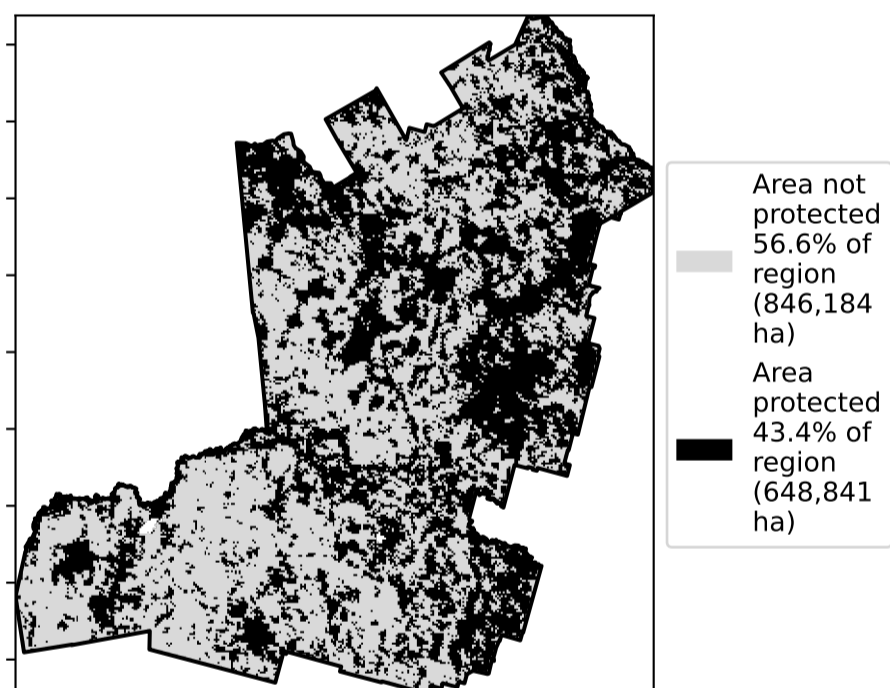 Area not
protected
56.6% of
region
(846,184
ha)
Area
protected
43.4% of
region
(648,841
ha)